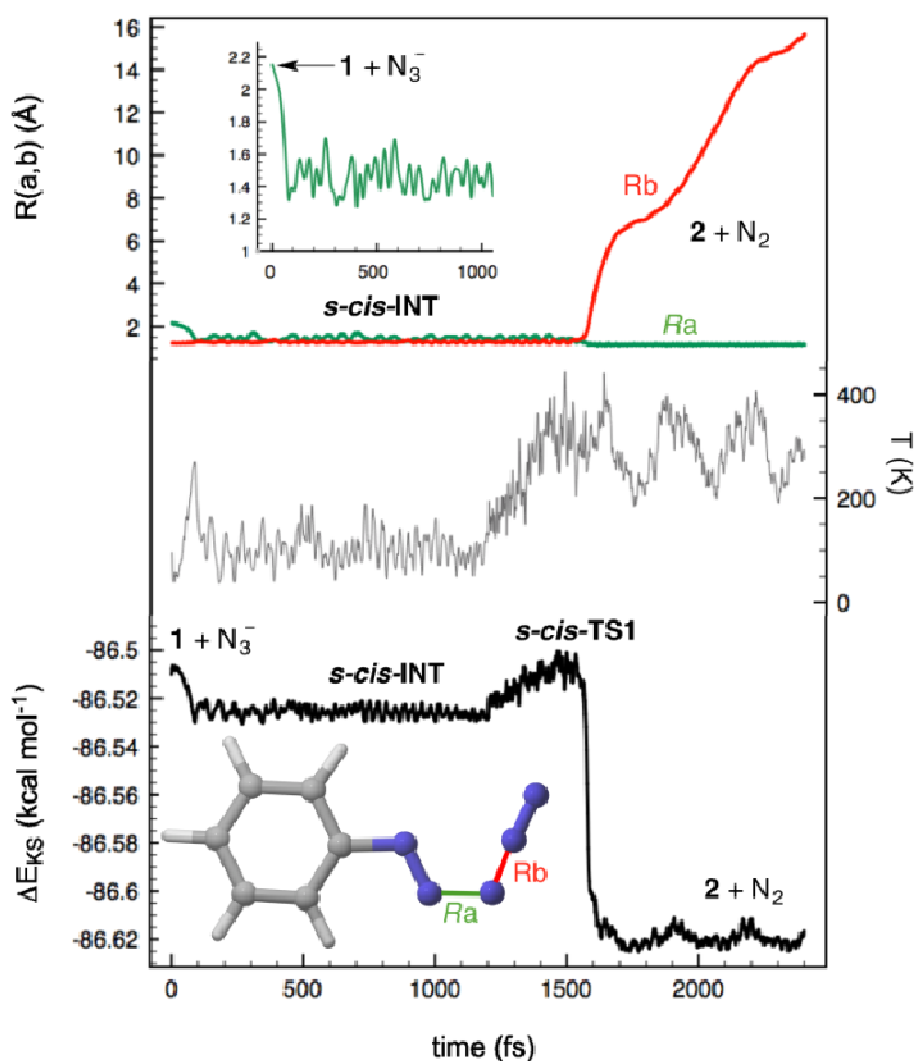 R(a,b) (Å)
16
14
12
10
8
6
4
2
2.2
2
1.8
1.6
1.4
1.2
1
0
500
1000
1 + N3−
s-cis-INT
Rb
2 + N2
Ra
400
200
0
T (K)
s-cis-TS1
1 + N3−
s-cis-INT
ΔEKS (kcal mol-1)
-86.5
-86.52
-86.54
-86.56
-86.58
-86.6
-86.62
Rb
Ra
2 + N2
0
500
1000
1500
2000
time (fs)